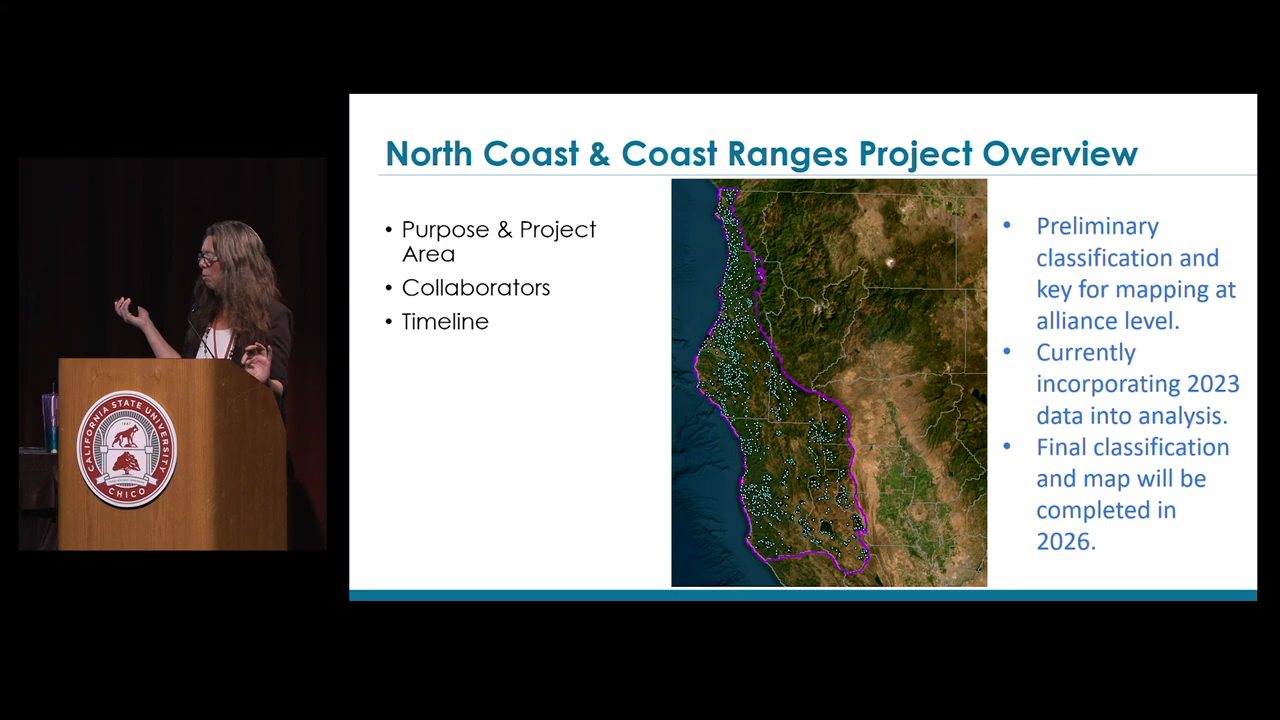 North Coast & Coast Ranges Project Overview
• Purpose & Project
Area
• Collaborators
• Timeline
• Preliminary
classification and
key for mapping at
alliance level.
• Currently
incorporating 2023
data into analysis.
• Final classification
and map will be
completed in
2026.
CALIFORNIA STATE UNIVERSITY
CHICO